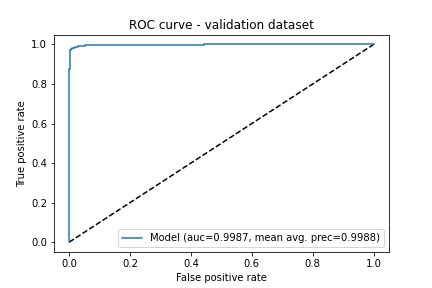 ROC curve - validation dataset
True positive rate
1.0
0.8
0.6
0.4
0.2
0.0
Model (auc=0.9987, mean avg. prec=0.9988)
0.0 0.2 0.4 0.6 0.8 1.0
False positive rate